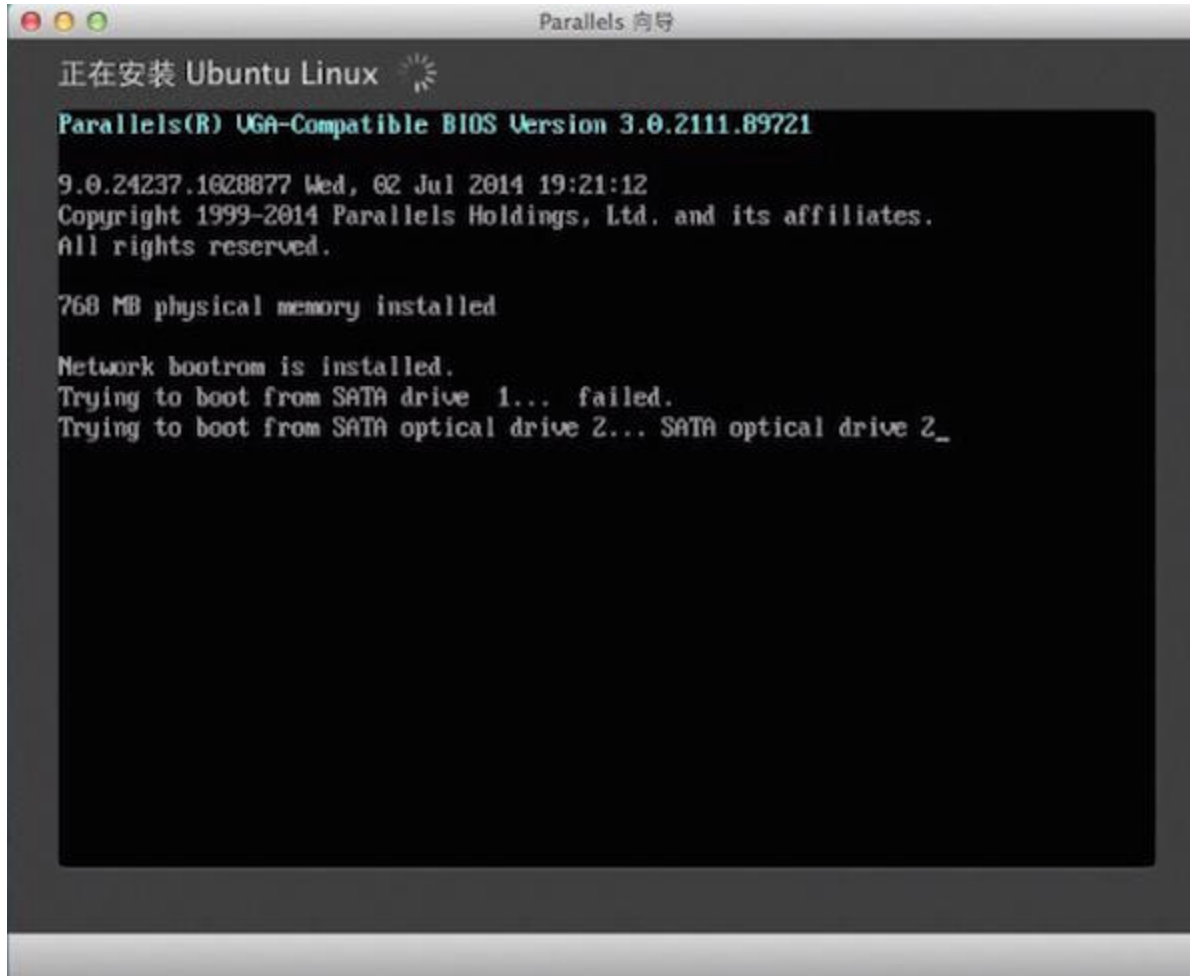 Parallels 向导
正在安装 Ubuntu Linux
Parallels(R) VGA-Compatible BIOS Version 3.0.2111.89721
9.0.24237.1028877 Wed, 02 Jul 2014 19:21:12
Copyright 1999-2014 Parallels Holdings, Ltd. and its affiliates.
All rights reserved.
768 MB physical memory installed
Network bootrom is installed.
Trying to boot from SATA drive  1...  failed.
Trying to boot from SATA optical drive 2... SATA optical drive 2_